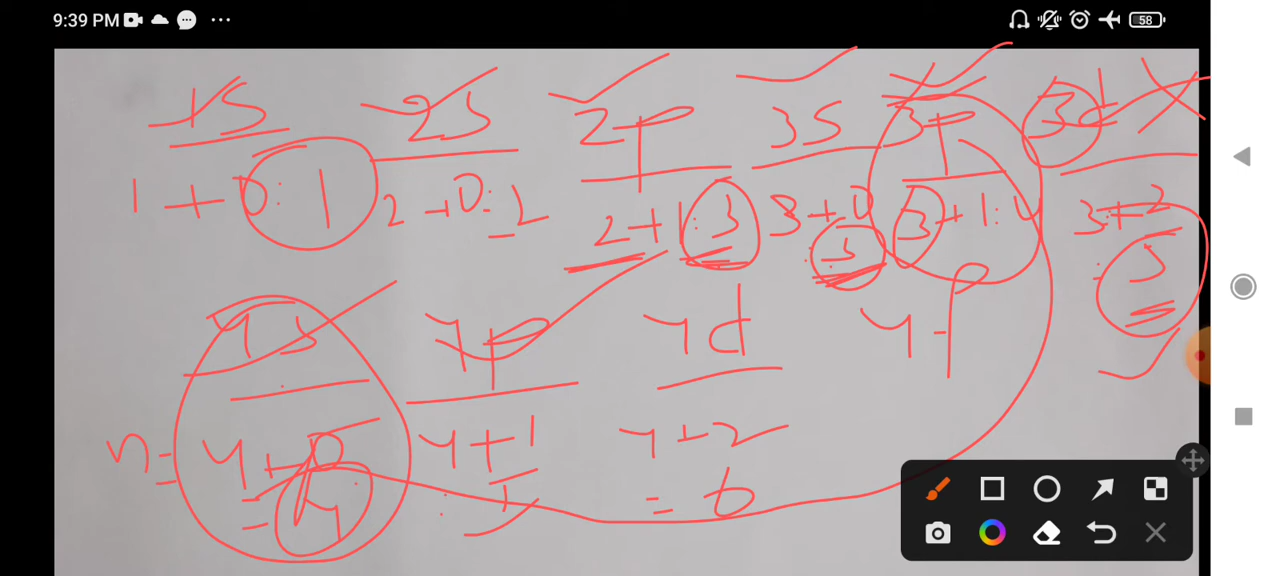 9:39 PM
58
1S 2S 2p 3S 3p 3d
1+0:1 2+0:2 2+1:3 3+0:3 3+1:4 3+2:5
4s 4p 4d 4f
n= 4+0 4+1 4+2
=4 :5 =6